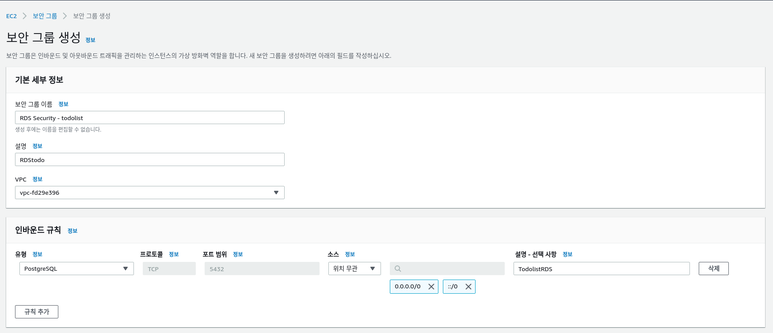 EC2 > 보안 그룹 > 보안 그룹 생성
보안 그룹 생성 정보
보안 그룹은 인바운드 및 아웃바운드 트래픽을 관리하는 인스턴스의 가상 방화벽 역할을 합니다. 새 보안 그룹을 생성하려면 아래의 필드를 작성하십시오.
기본 세부 정보
보안 그룹 이름 정보
RDS Security - todolist
생성 후에는 이름을 편집할 수 없습니다.
설명 정보
RDStodo
VPC 정보
vpc-fd29e396
인바운드 규칙 정보
유형 정보 프로토콜 정보 포트 범위 정보 소스 정보 설명 - 선택 사항 정보
PostgreSQL TCP 5432 위치 무관 TodolistRDS 삭제
0.0.0.0/0 ::/0
규칙 추가